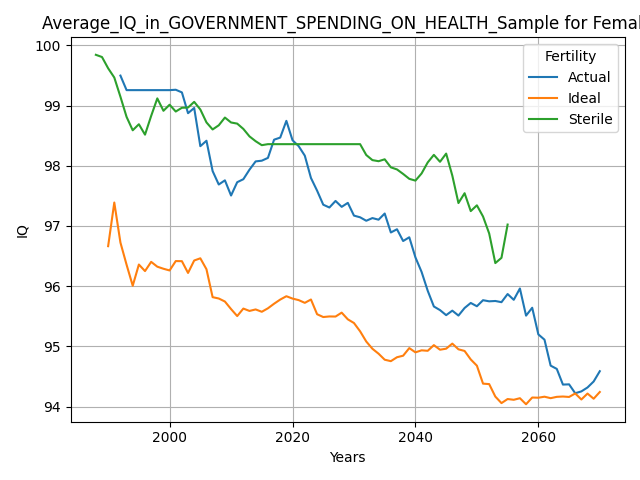 Average_IQ_in_GOVERNMENT_SPENDING_ON_HEALTH_Sample for Femal
Fertility
Actual
Ideal
Sterile
IQ
100
99
98
97
96
95
94
2000 2020 2040 2060
Years